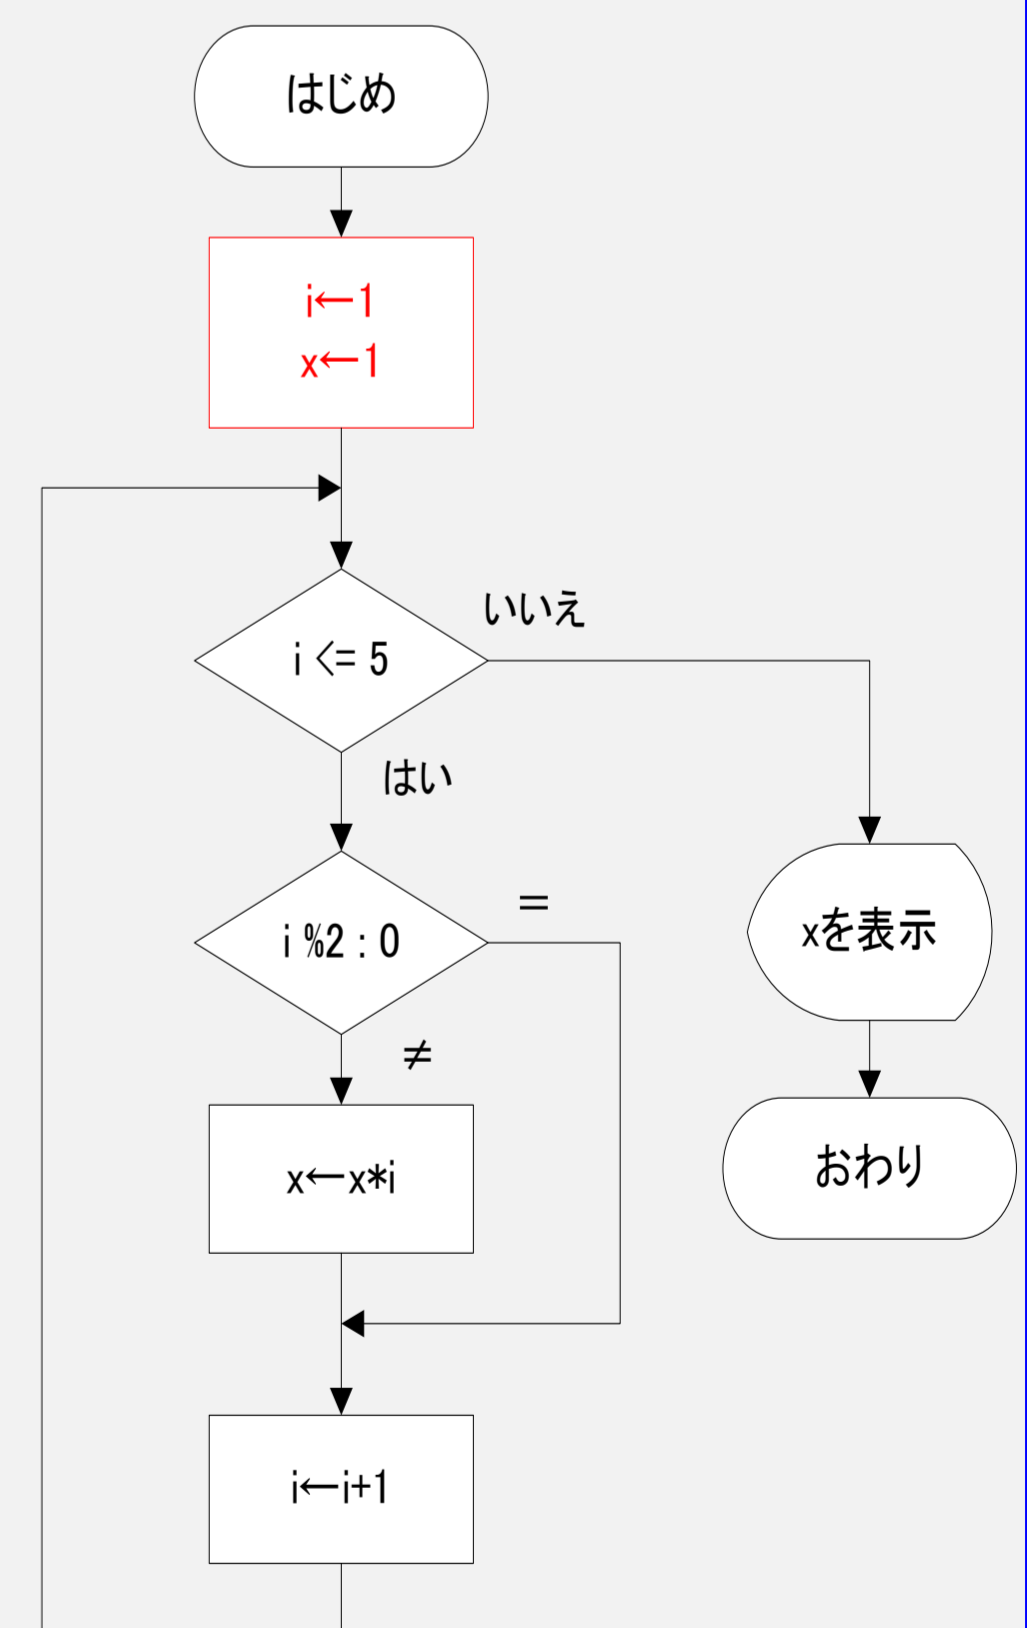 はじめ
i←1
x←1
i <= 5
いいえ
はい
i %2 : 0
=
≠
x←x*i
i←i+1
xを表示
おわり